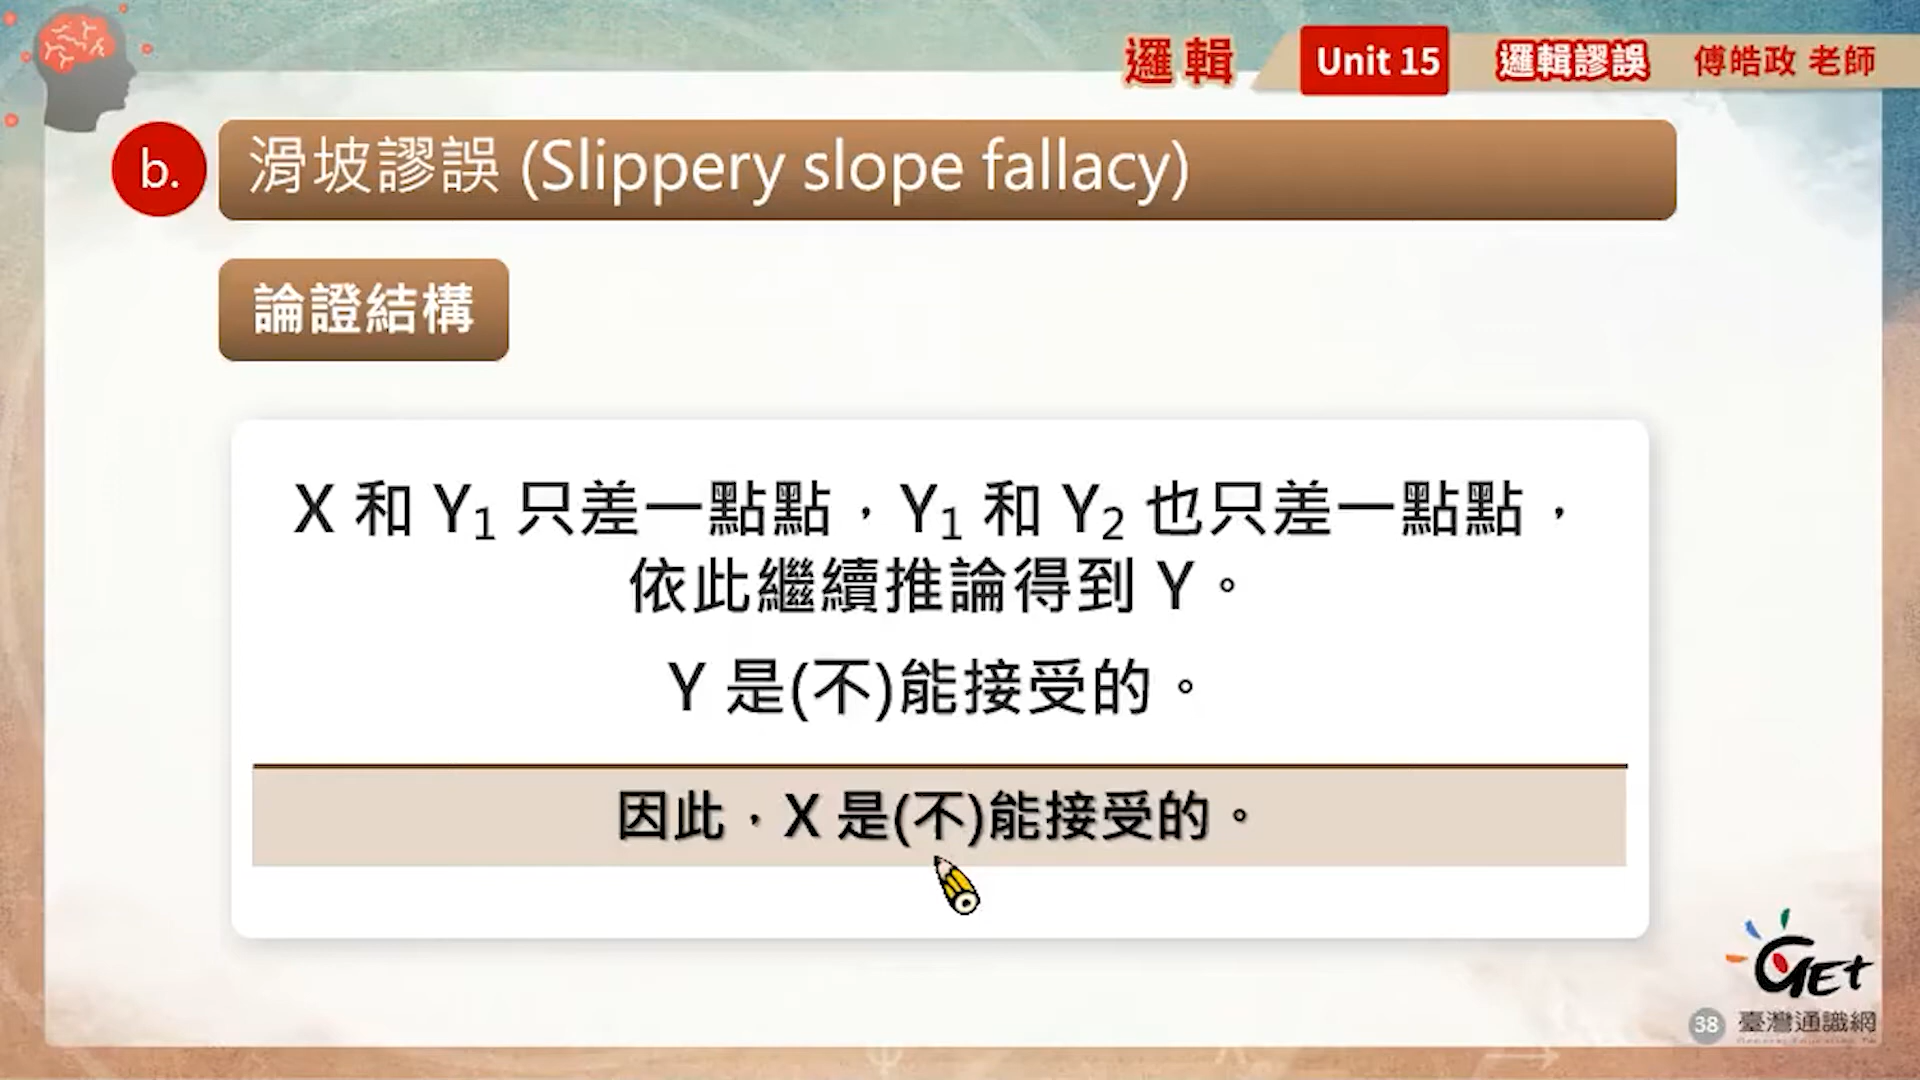 邏輯 Unit 15 邏輯謬誤 傅皓政 老師
b. 滑坡謬誤 (Slippery slope fallacy)
論證結構
X 和 Y₁ 只差一點點，Y₁ 和 Y₂ 也只差一點點，
依此繼續推論得到 Y。
Y 是(不)能接受的。
因此，X 是(不)能接受的。
GET
38 臺灣通識網